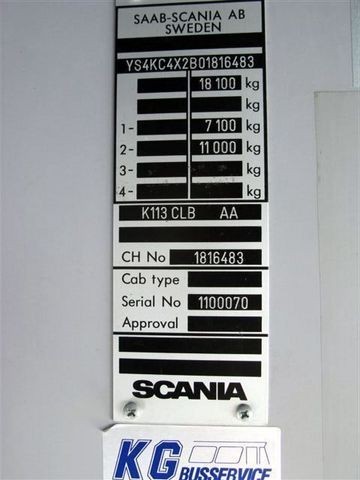 SAAB-SCANIA AB
SWEDEN
YS4KC4X2B01816483
18 100 kg
kg
1- 7 100 kg
2- 11 000 kg
3- kg
4- kg
K113 CLB AA
CH No 1816483
Cab type
Serial No 1100070
Approval
SCANIA
KG BUSSERVICE